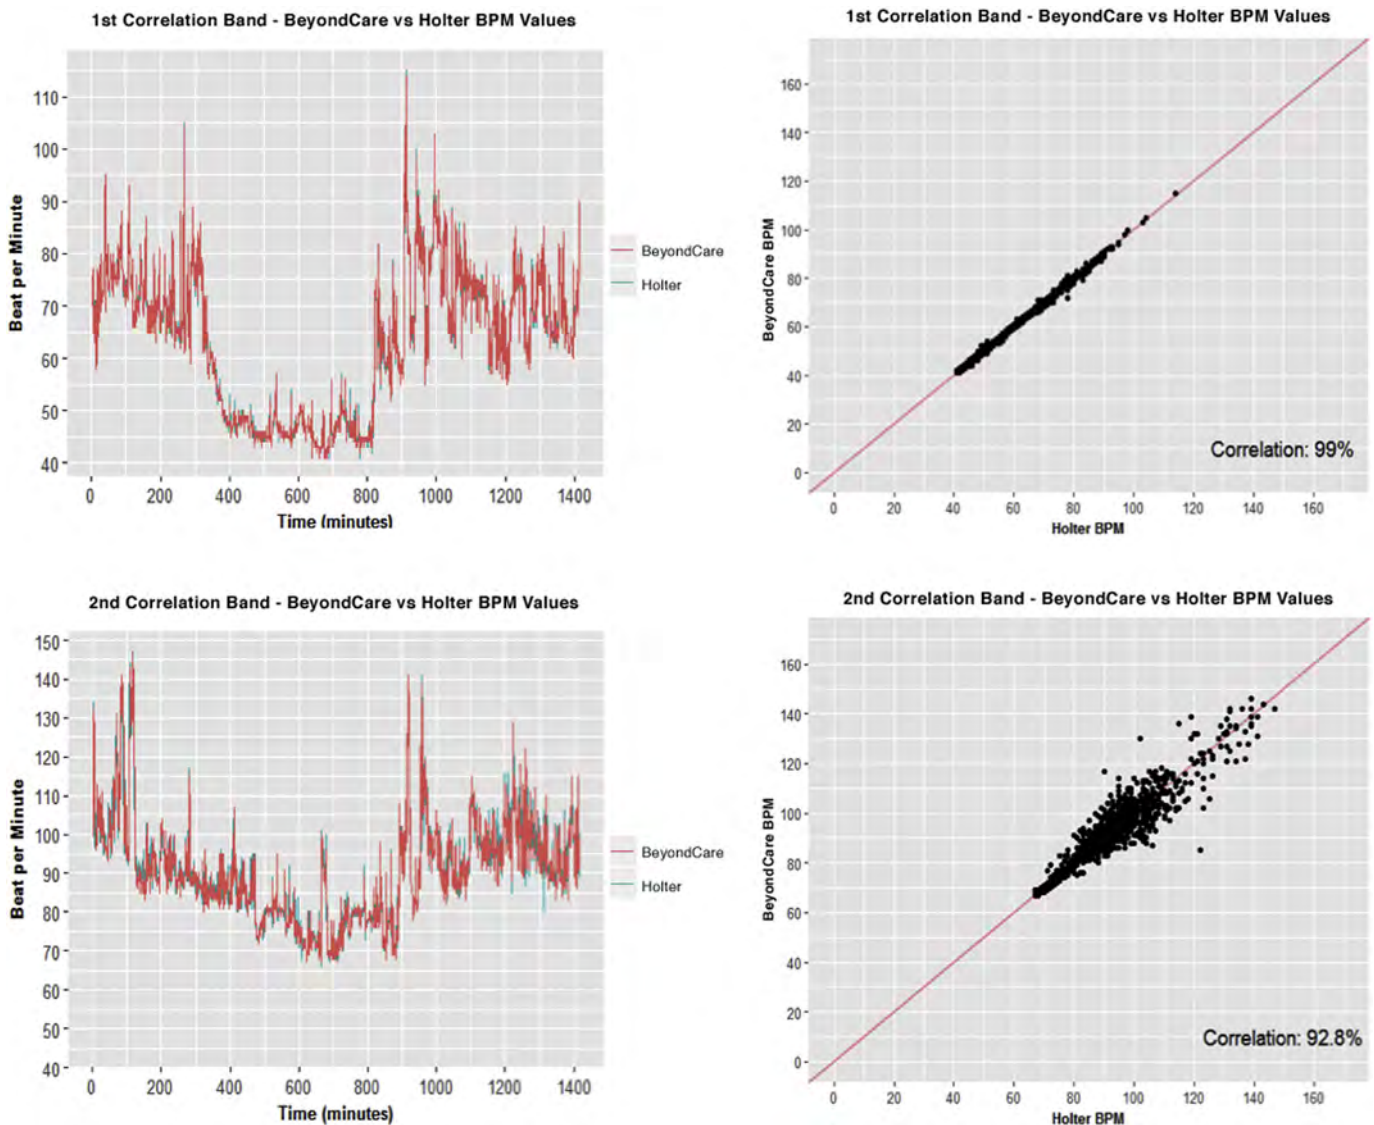 1st Correlation Band - BeyondCare vs Holter BPM Values
Beat per Minute
110
100
90
80
70
60
50
40
0 200 400 600 800 1000 1200 1400
Time (minutes)
BeyondCare
Holter
1st Correlation Band - BeyondCare vs Holter BPM Values
BeyondCare BPM
160
140
120
100
80
60
40
20
0
Correlation: 99%
0 20 40 60 80 100 120 140 160
Holter BPM
2nd Correlation Band - BeyondCare vs Holter BPM Values
Beat per Minute
150
140
130
120
110
100
90
80
70
60
50
40
0 200 400 600 800 1000 1200 1400
Time (minutes)
BeyondCare
Holter
2nd Correlation Band - BeyondCare vs Holter BPM Values
BeyondCare BPM
160
140
120
100
80
60
40
20
0
Correlation: 92.8%
0 20 40 60 80 100 120 140 160
Holter BPM